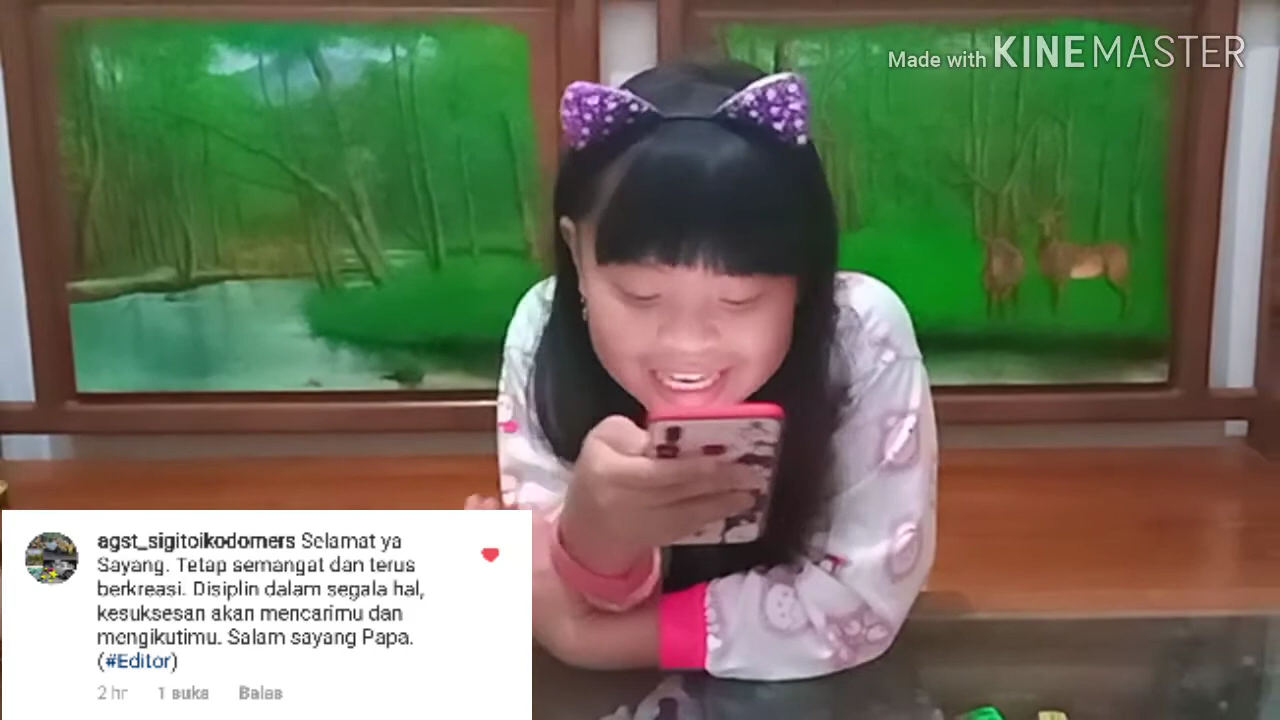 Made with KINEMASTER
agst_sigitoikodomers Selamat ya
Sayang. Tetap semangat dan terus
berkreasi. Disiplin dalam segala hal,
kesuksesan akan mencarimu dan
mengikutimu. Salam sayang Papa.
(#Editor)
2 hr 1 suka Balas